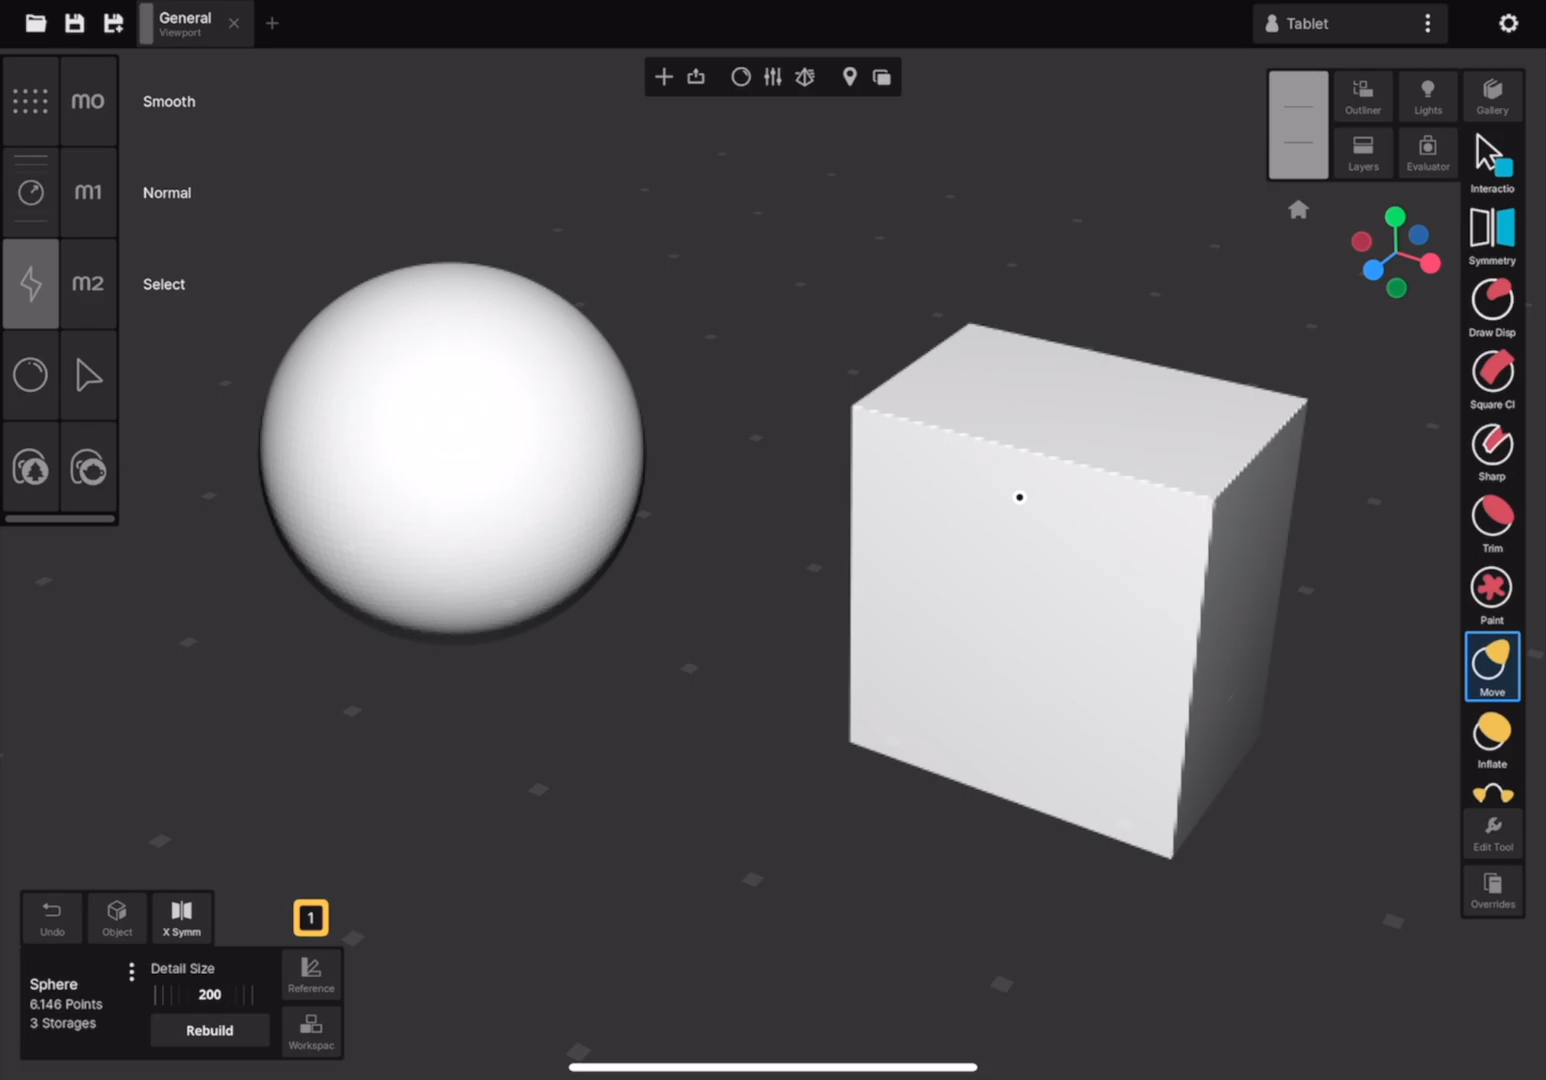 General
Viewport
Tablet
m0
Smooth
m1
Normal
m2
Select
Outliner
Lights
Gallery
Layers
Evaluator
Interactio
Symmetry
Draw Disp
Square Cl
Sharp
Trim
Paint
Move
Inflate
Edit Tool
Overrides
Undo
Object
X Symm
1
Sphere
6.146 Points
3 Storages
Detail Size
200
Rebuild
Reference
Workspac